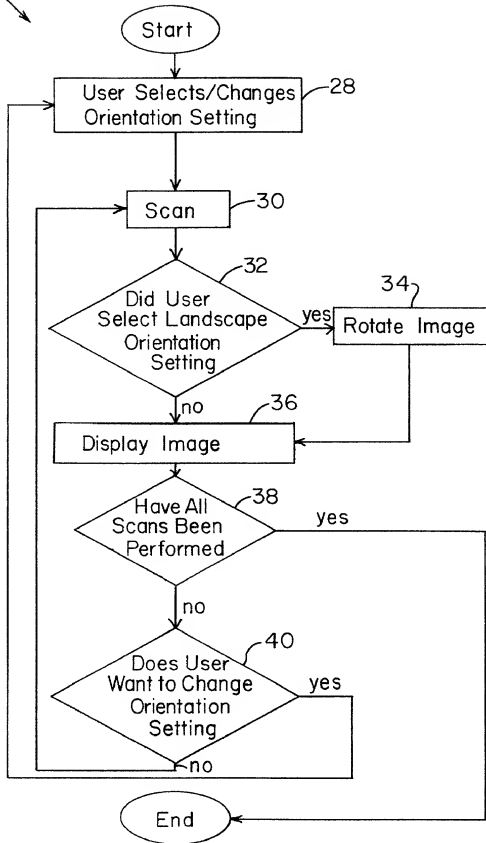 Start
User Selects/Changes
Orientation Setting
28
Scan
30
32
Did User
Select Landscape
Orientation
Setting
yes
34
Rotate Image
no
36
Display Image
38
Have All
Scans Been
Performed
yes
no
40
Does User
Want to Change
Orientation
Setting
yes
no
End